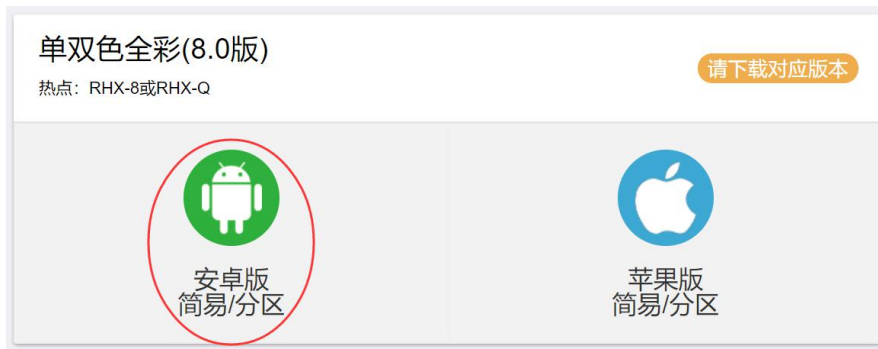 单双色全彩(8.0版)
请下载对应版本
热点：RHX-8或RHX-Q
安卓版
简易/分区
苹果版
简易/分区